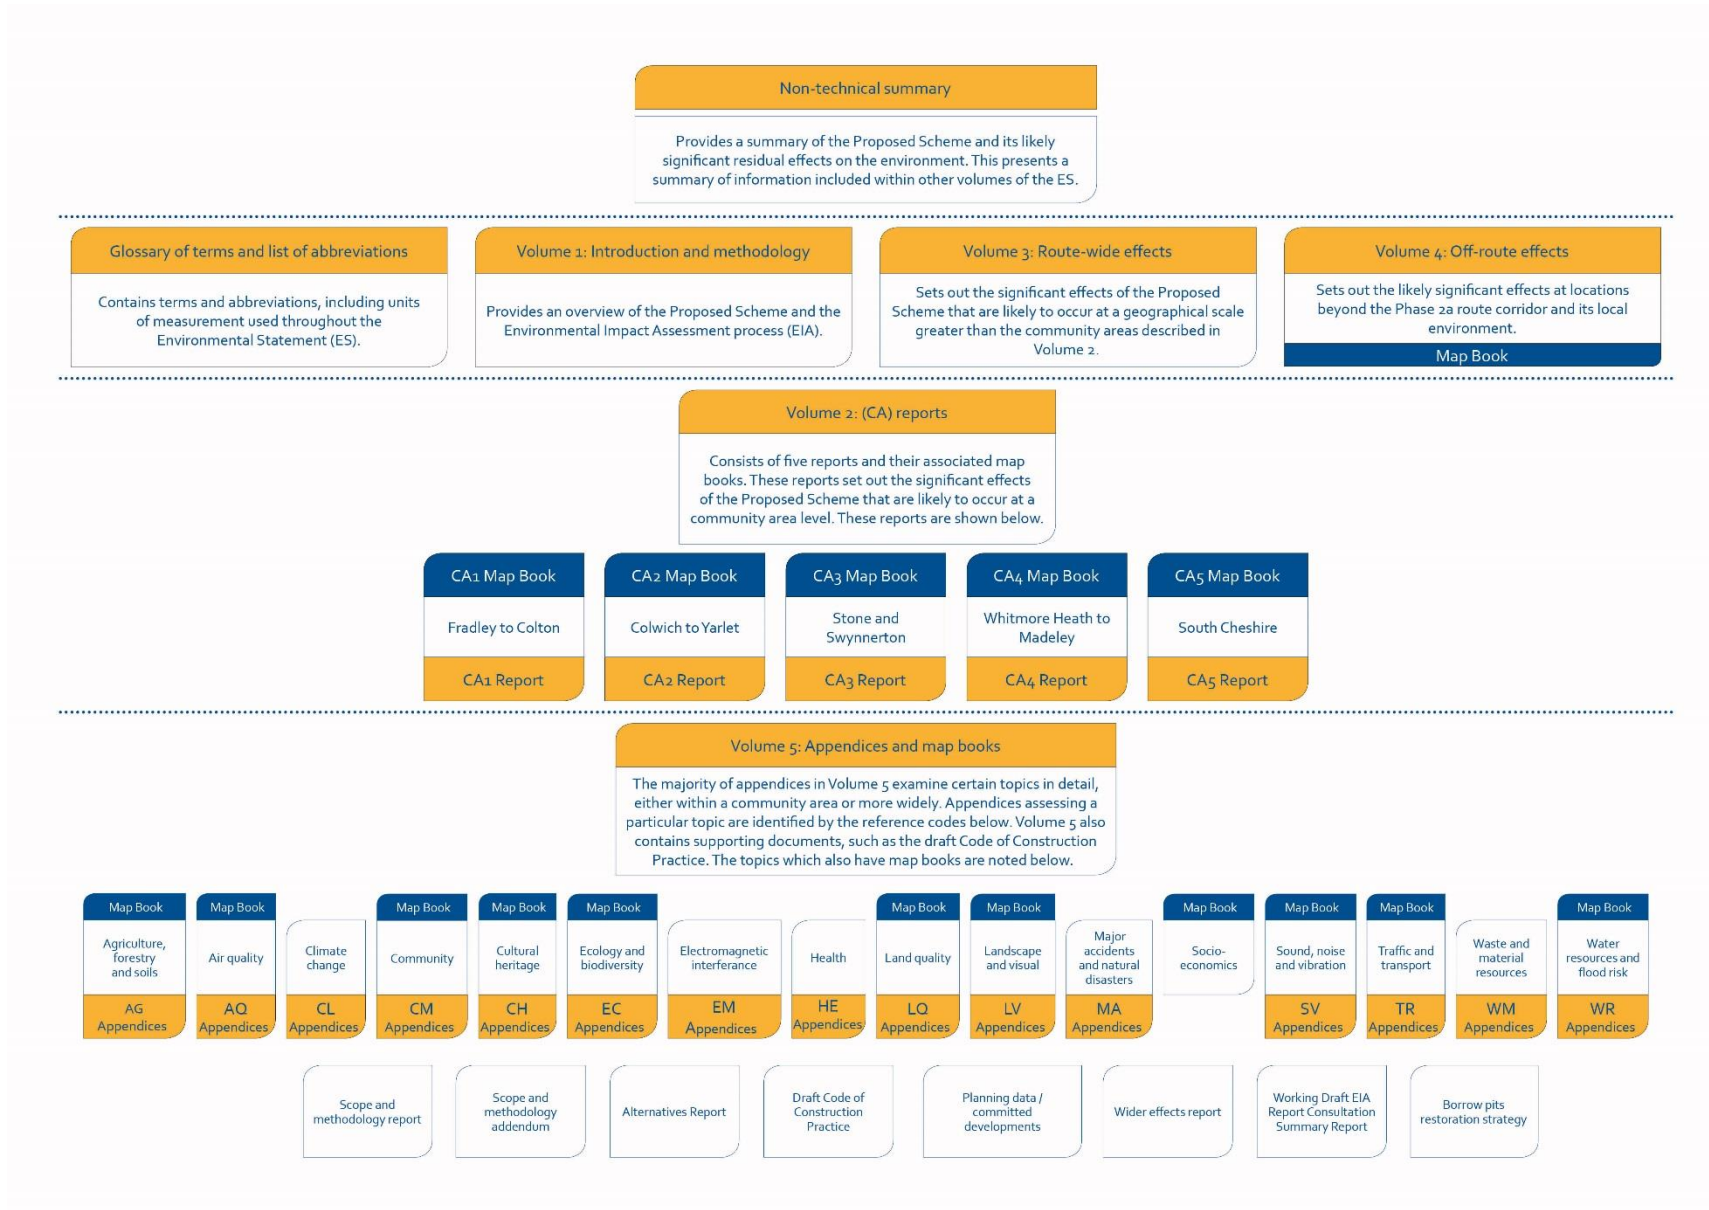 Non-technical summary
Provides a summary of the Proposed Scheme and its likely
significant residual effects on the environment. This presents a
summary of information included within other volumes of the ES.
Glossary of terms and list of abbreviations
Contains terms and abbreviations, including units
of measurement used throughout the
Environmental Statement (ES).
Volume 1: Introduction and methodology
Provides an overview of the Proposed Scheme and the
Environmental Impact Assessment process (EIA).
Volume 3: Route-wide effects
Sets out the significant effects of the Proposed
Scheme that are likely to occur at a geographical scale
greater than the community areas described in
Volume 2.
Volume 4: Off-route effects
Sets out the likely significant effects at locations
beyond the Phase 2a route corridor and its local
environment.
Map Book
Volume 2: (CA) reports
Consists of five reports and their associated map
books. These reports set out the significant effects
of the Proposed Scheme that are likely to occur at a
community area level. These reports are shown below.
CA1 Map Book
Fradley to Colton
CA1 Report
CA2 Map Book
Colwich to Yarlet
CA2 Report
CA3 Map Book
Stone and
Swynnerton
CA3 Report
CA4 Map Book
Whitmore Heath to
Madeley
CA4 Report
CA5 Map Book
South Cheshire
CA5 Report
Volume 5: Appendices and map books
The majority of appendices in Volume 5 examine certain topics in detail,
either within a community area or more widely. Appendices assessing a
particular topic are identified by the reference codes below. Volume 5 also
contains supporting documents, such as the draft Code of Construction
Practice. The topics which also have map books are noted below.
Map Book
Agriculture,
forestry
and soils
AG
Appendices
Map Book
Air quality
AQ
Appendices
Climate
change
CL
Appendices
Map Book
Community
CM
Appendices
Map Book
Cultural
heritage
CH
Appendices
Map Book
Ecology and
biodiversity
EC
Appendices
Electromagnetic
interferance
EM
Appendices
Health
HE
Appendices
Map Book
Land quality
LQ
Appendices
Map Book
Landscape
and visual
LV
Appendices
Major
accidents
and natural
disasters
MA
Appendices
Map Book
Socio-
economics
Map Book
Sound, noise
and vibration
SV
Appendices
Map Book
Traffic and
transport
TR
Appendices
Waste and
material
resources
WM
Appendices
Map Book
Water
resources and
flood risk
WR
Appendices
Scope and
methodology report
Scope and
methodology
addendum
Alternatives Report
Draft Code of
Construction
Practice
Planning data /
committed
developments
Wider effects report
Working Draft EIA
Report Consultation
Summary Report
Borrow pits
restoration strategy